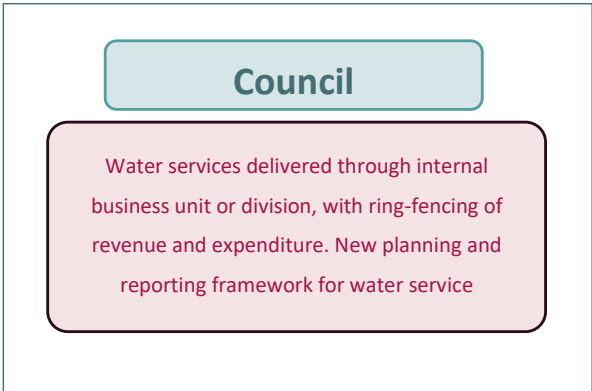 Council
Water services delivered through internal
business unit or division, with ring-fencing of
revenue and expenditure. New planning and
reporting framework for water service